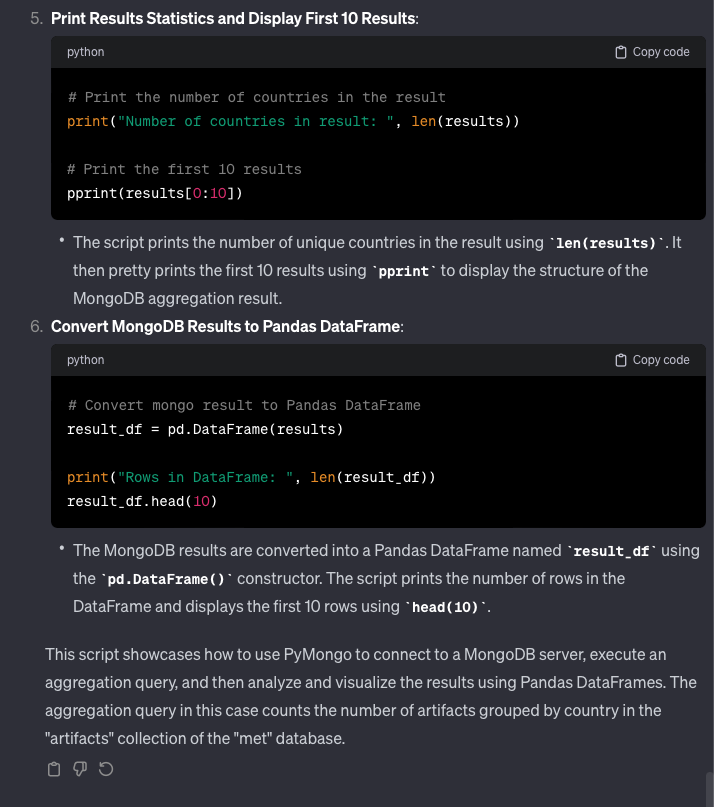 5. Print Results Statistics and Display First 10 Results:
python Copy code
# Print the number of countries in the result
print("Number of countries in result: ", len(results))
# Print the first 10 results
pprint(results[0:10])
• The script prints the number of unique countries in the result using `len(results)`. It
then pretty prints the first 10 results using `pprint` to display the structure of the
MongoDB aggregation result.
6. Convert MongoDB Results to Pandas DataFrame:
python Copy code
# Convert mongo result to Pandas DataFrame
result_df = pd.DataFrame(results)
print("Rows in DataFrame: ", len(result_df))
result_df.head(10)
• The MongoDB results are converted into a Pandas DataFrame named `result_df` using
the `pd.DataFrame()` constructor. The script prints the number of rows in the
DataFrame and displays the first 10 rows using `head(10)`.
This script showcases how to use PyMongo to connect to a MongoDB server, execute an
aggregation query, and then analyze and visualize the results using Pandas DataFrames. The
aggregation query in this case counts the number of artifacts grouped by country in the
"artifacts" collection of the "met" database.